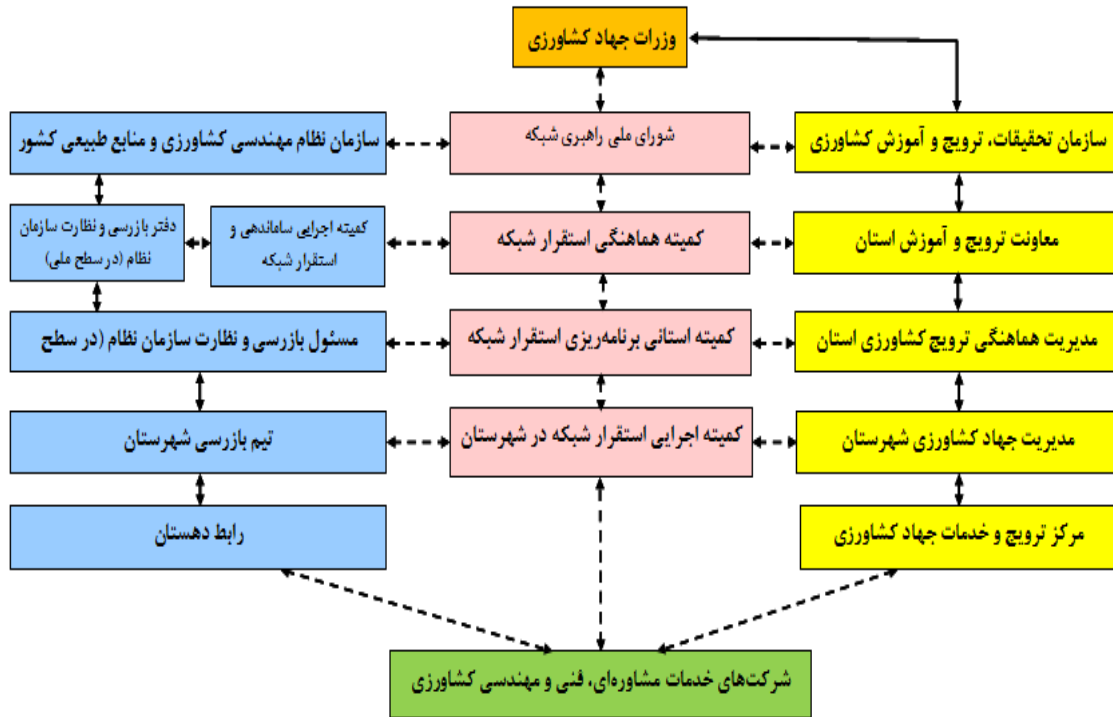 وزرات جهاد کشاورزی
سازمان تحقیقات، ترویج و آموزش کشاورزی
شورای ملی راهبری شبکه
سازمان نظام مهندسی کشاورزی و منابع طبیعی کشور
معاونت ترویج و آموزش استان
کمیته هماهنگی استقرار شبکه
کمیته اجرایی ساماندهی و
استقرار شبکه
دفتر بازرسی و نظارت سازمان
نظام (در سطح ملی)
مدیریت هماهنگی ترویج کشاورزی استان
کمیته استانی برنامه‌ریزی استقرار شبکه
مسئول بازرسی و نظارت سازمان نظام (در سطح
مدیریت جهاد کشاورزی شهرستان
کمیته اجرایی استقرار شبکه در شهرستان
تیم بازرسی شهرستان
مرکز ترویج و خدمات جهاد کشاورزی
رابط دهستان
شرکت‌های خدمات مشاوره‌ای، فنی و مهندسی کشاورزی